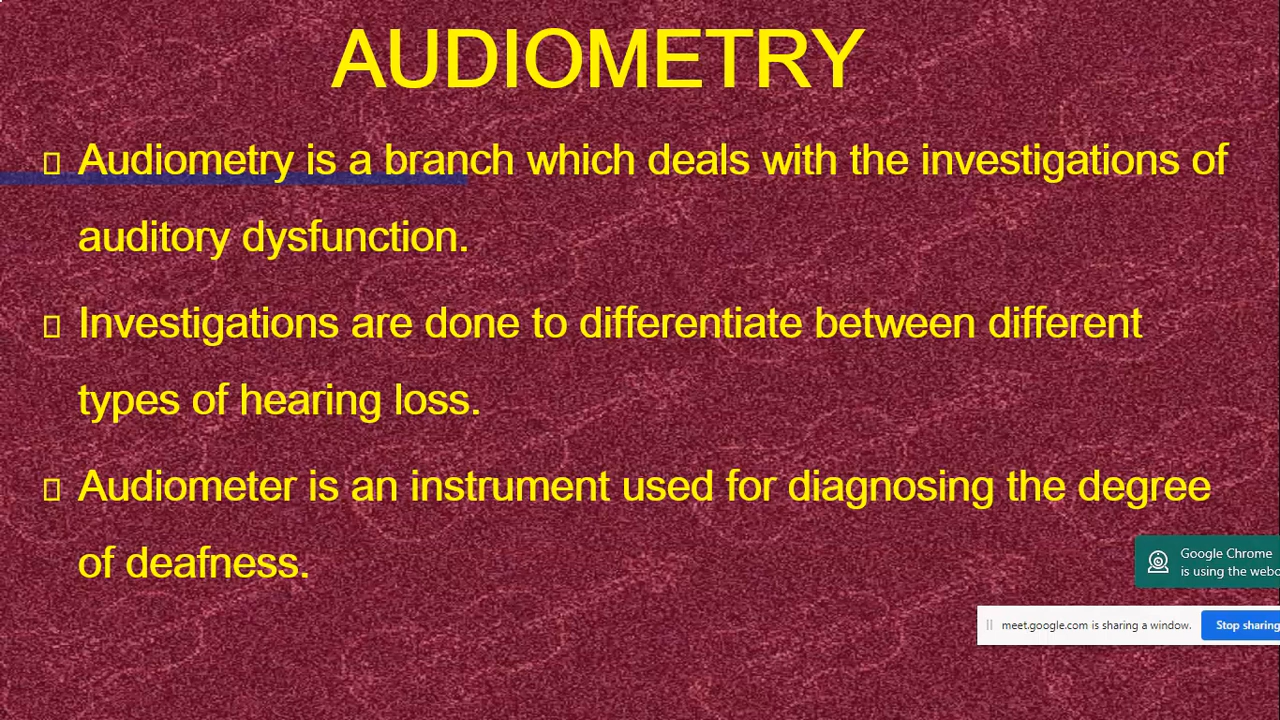 AUDIOMETRY
Audiometry is a branch which deals with the investigations of
auditory dysfunction.
Investigations are done to differentiate between different
types of hearing loss.
Audiometer is an instrument used for diagnosing the degree
of deafness.
Google Chrome
is using the
meet.google.com is sharing a window.
Stop sharing